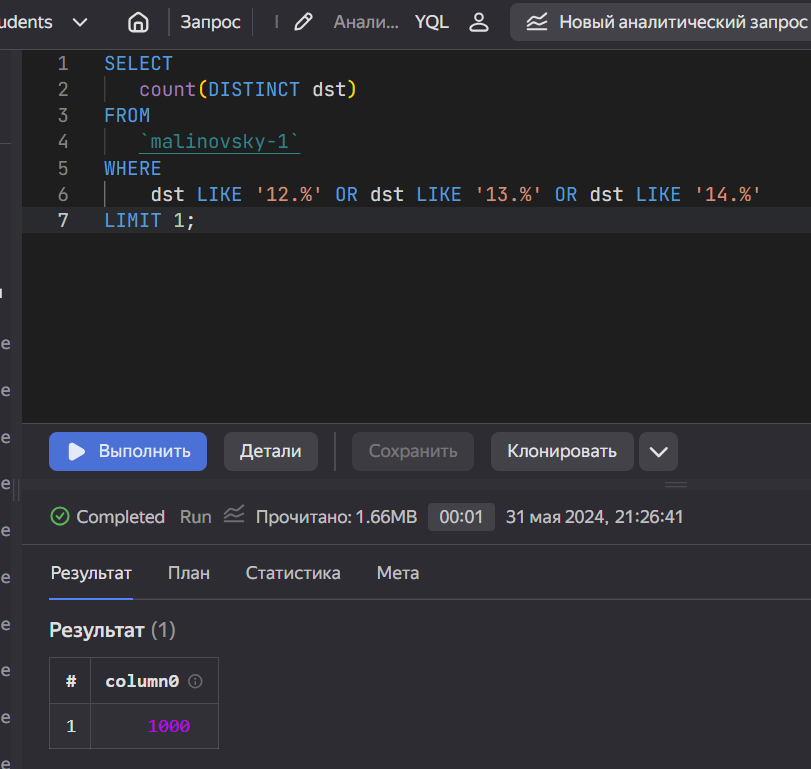 udents
Запрос
Анали...
YQL
Новый аналитический запрос
1 SELECT
2 count(DISTINCT dst)
3 FROM
4 `malinovsky-1`
5 WHERE
6 dst LIKE '12.%' OR dst LIKE '13.%' OR dst LIKE '14.%'
7 LIMIT 1;
Выполнить
Детали
Сохранить
Клонировать
Completed Run Прочитано: 1.66MB 00:01 31 мая 2024, 21:26:41
Результат План Статистика Мета
Результат (1)
# column0
1 1000